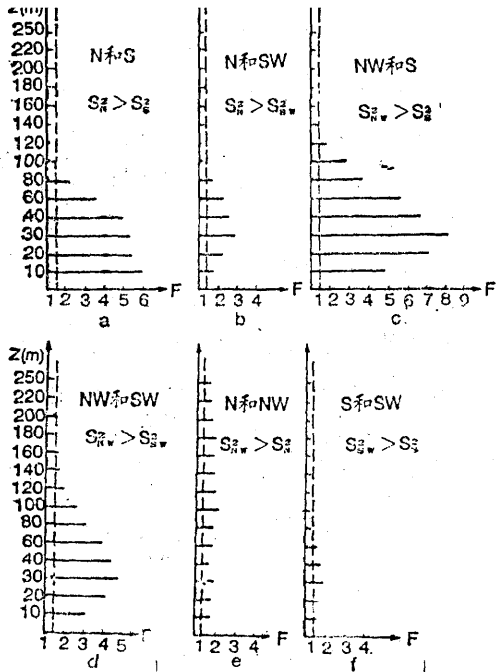 Z(m)
250
220
200
180
160
140
120
100
80
60
40
30
20
10
N和S
S²N > S²S
1 2 3 4 5 6 F
a
N和SW
S²N > S²SW
1 2 3 4 F
b
NW和S
S²NW > S²S
1 2 3 4 5 6 7 8 9 F
c
Z(m)
250
220
200
180
160
140
120
100
80
60
40
30
20
10
NW和SW
S²NW > S²SW
1 2 3 4 5 F
d
N和NW
S²NW > S²N
1 2 3 4 F
e
S和SW
S²SW > S²S
1 2 3 4 F
f